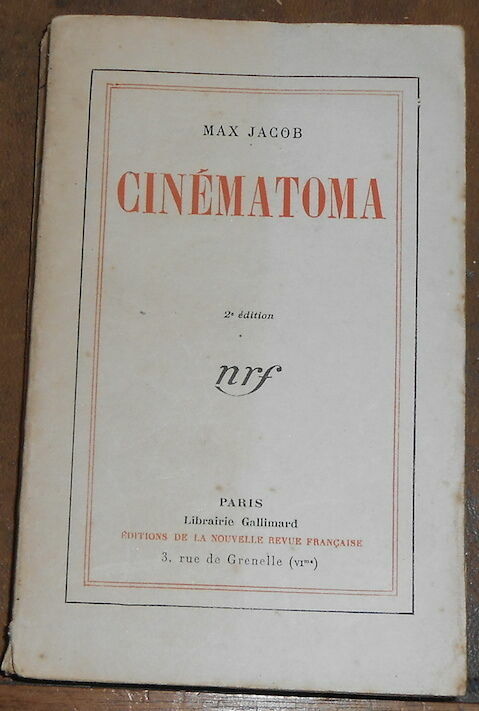 MAX JACOB
CINÉMATOMA
2ᵉ édition
nrf
PARIS
Librairie Gallimard
ÉDITIONS DE LA NOUVELLE REVUE FRANÇAISE
3, rue de Grenelle (VIᵐᵉ)